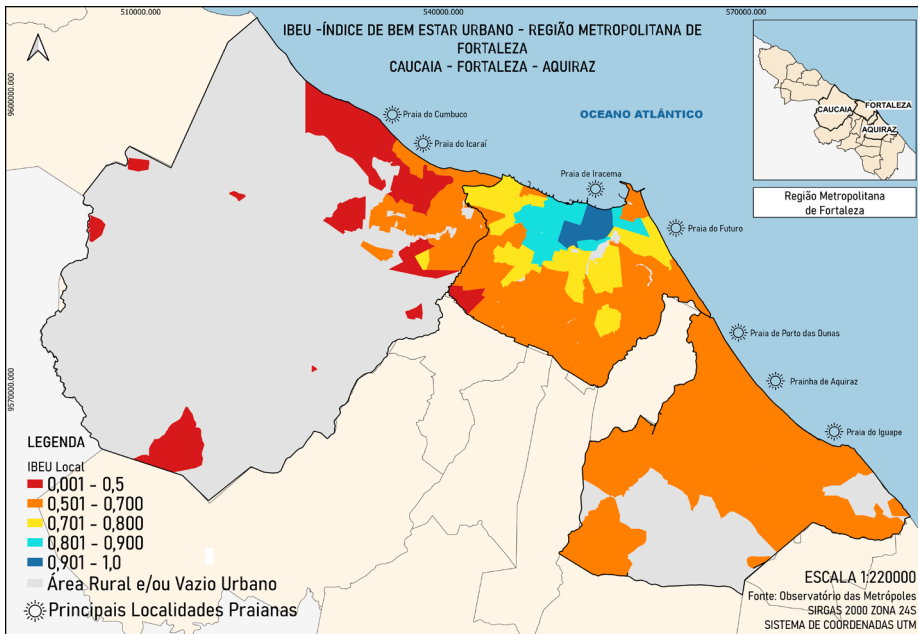 510000.000
540000.000
570000.000
IBEU -ÍNDICE DE BEM ESTAR URBANO - REGIÃO METROPOLITANA DE
FORTALEZA
CAUCAIA - FORTALEZA - AQUIRAZ
9600000.000
9570000.000
FORTALEZA
CAUCAIA
AQUIRAZ
Região Metropolitana
de Fortaleza
OCEANO ATLÂNTICO
Praia do Cumbuco
Praia do Icaraí
Praia de Iracema
Praia do Futuro
Praia de Porto das Dunas
Prainha de Aquiraz
Praia do Iguape
LEGENDA
IBEU Local
0,001 - 0,5
0,501 - 0,700
0,701 - 0,800
0,801 - 0,900
0,901 - 1,0
Área Rural e/ou Vazio Urbano
Principais Localidades Praianas
ESCALA 1:220000
Fonte: Observatório das Metrópoles
SIRGAS 2000 ZONA 24S
SISTEMA DE COORDENADAS UTM